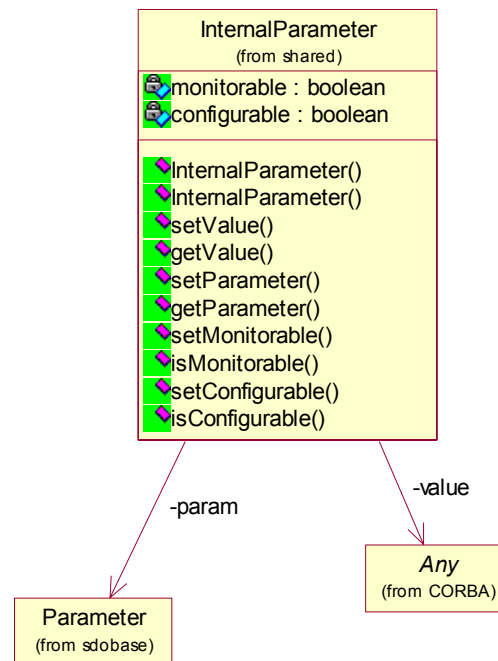 InternalParameter
(from shared)
monitorable : boolean
configurable : boolean
InternalParameter()
InternalParameter()
setValue()
getValue()
setParameter()
getParameter()
setMonitorable()
isMonitorable()
setConfigurable()
isConfigurable()
-param
-value
Parameter
(from sdobase)
Any
(from CORBA)